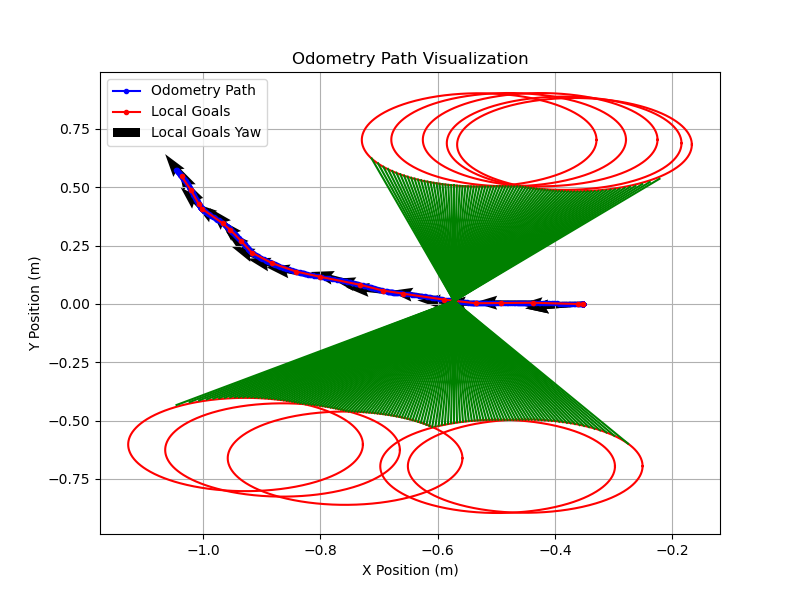 Odometry Path Visualization
Odometry Path
Local Goals
Local Goals Yaw
Y Position (m)
0.75
0.50
0.25
0.00
−0.25
−0.50
−0.75
−1.0
−0.8
−0.6
−0.4
−0.2
X Position (m)